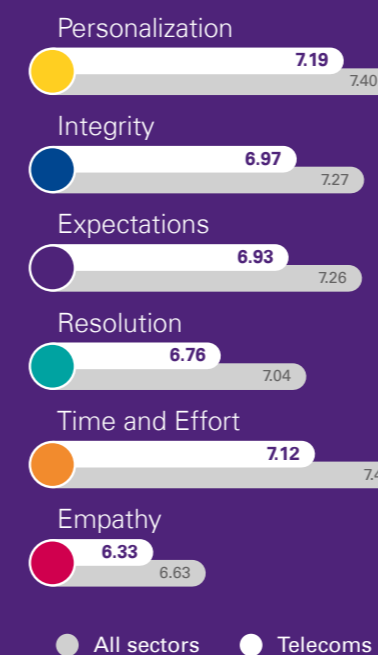 Personalization
7.19
7.40
Integrity
6.97
7.27
Expectations
6.93
7.26
Resolution
6.76
7.04
Time and Effort
7.12
Empathy
6.33
6.63
All sectors Telecoms